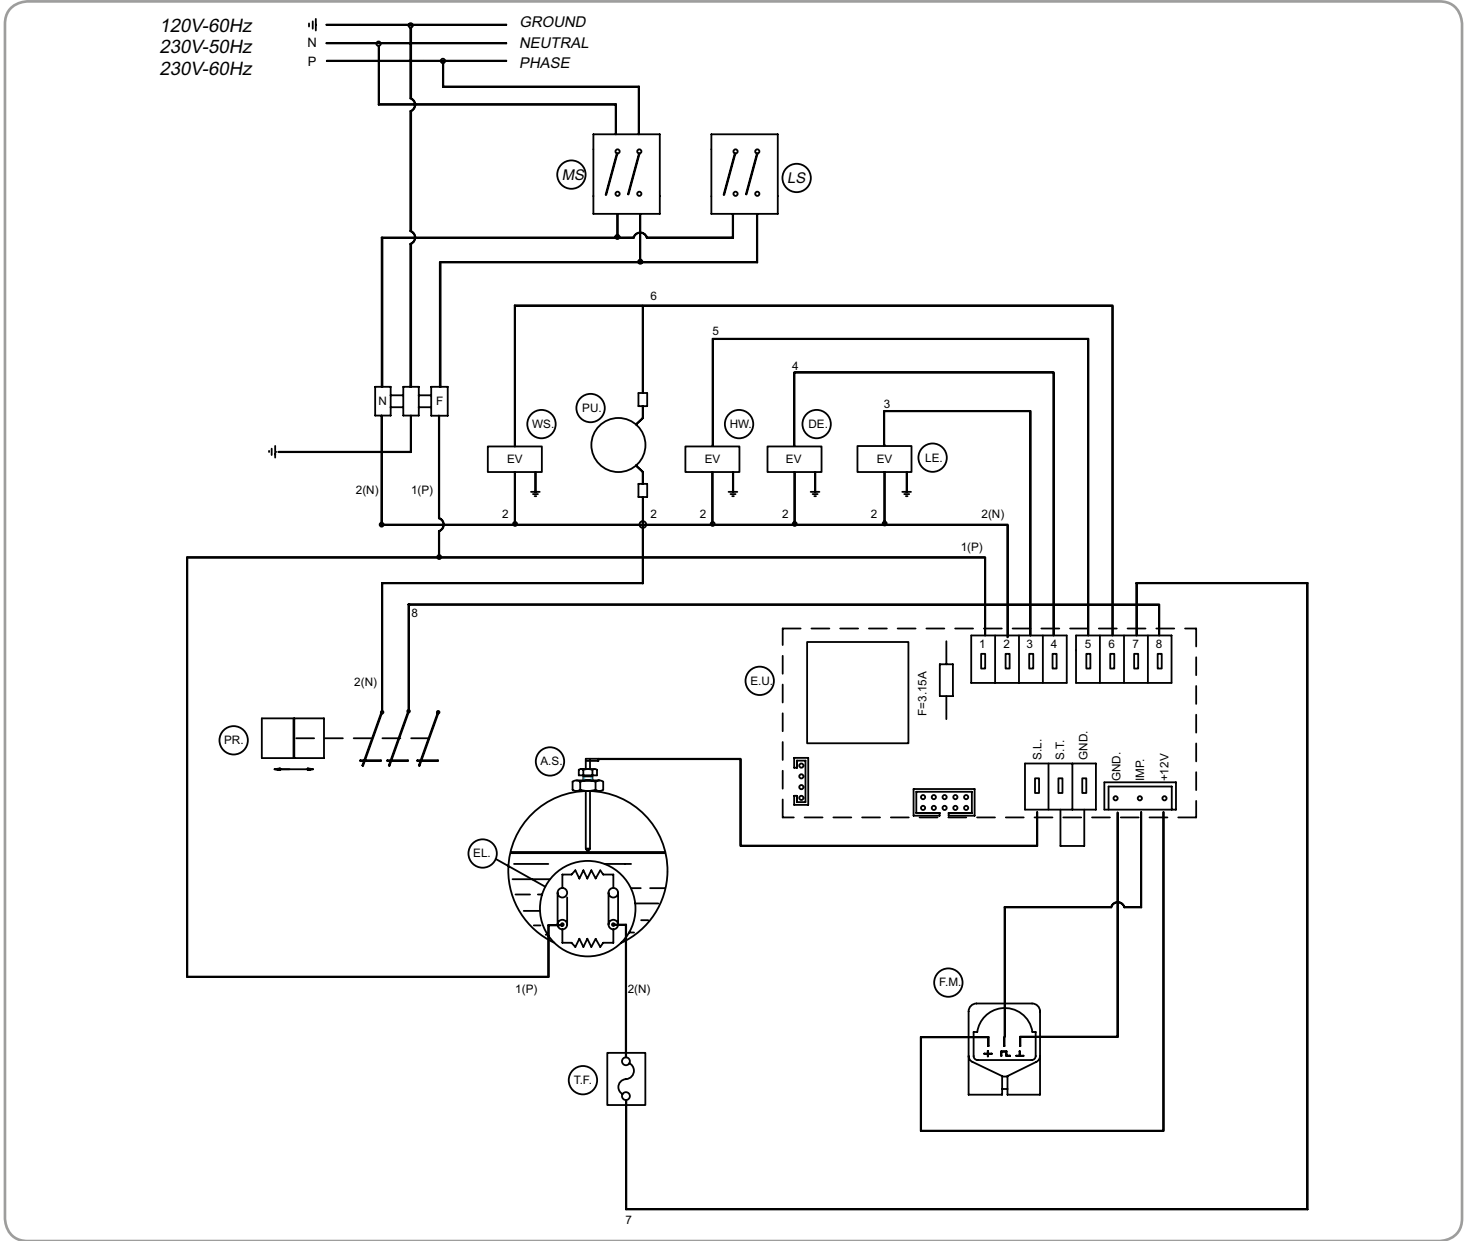 120V-60Hz
230V-50Hz
230V-60Hz
GROUND
N NEUTRAL
P PHASE
MS
LS
6
5
4
3
N
F
WS.
PU.
HW.
DE.
LE.
EV
EV
EV
EV
2(N)
1(P)
2
2
2
2
2
2(N)
1(P)
8
1 2 3 4 5 6 7 8
2(N)
E.U.
F=3.15A
PR.
A.S.
S.L.
S.T.
GND.
GND.
IMP.
+12V
EL.
1(P)
2(N)
F.M.
T.F.
+
7